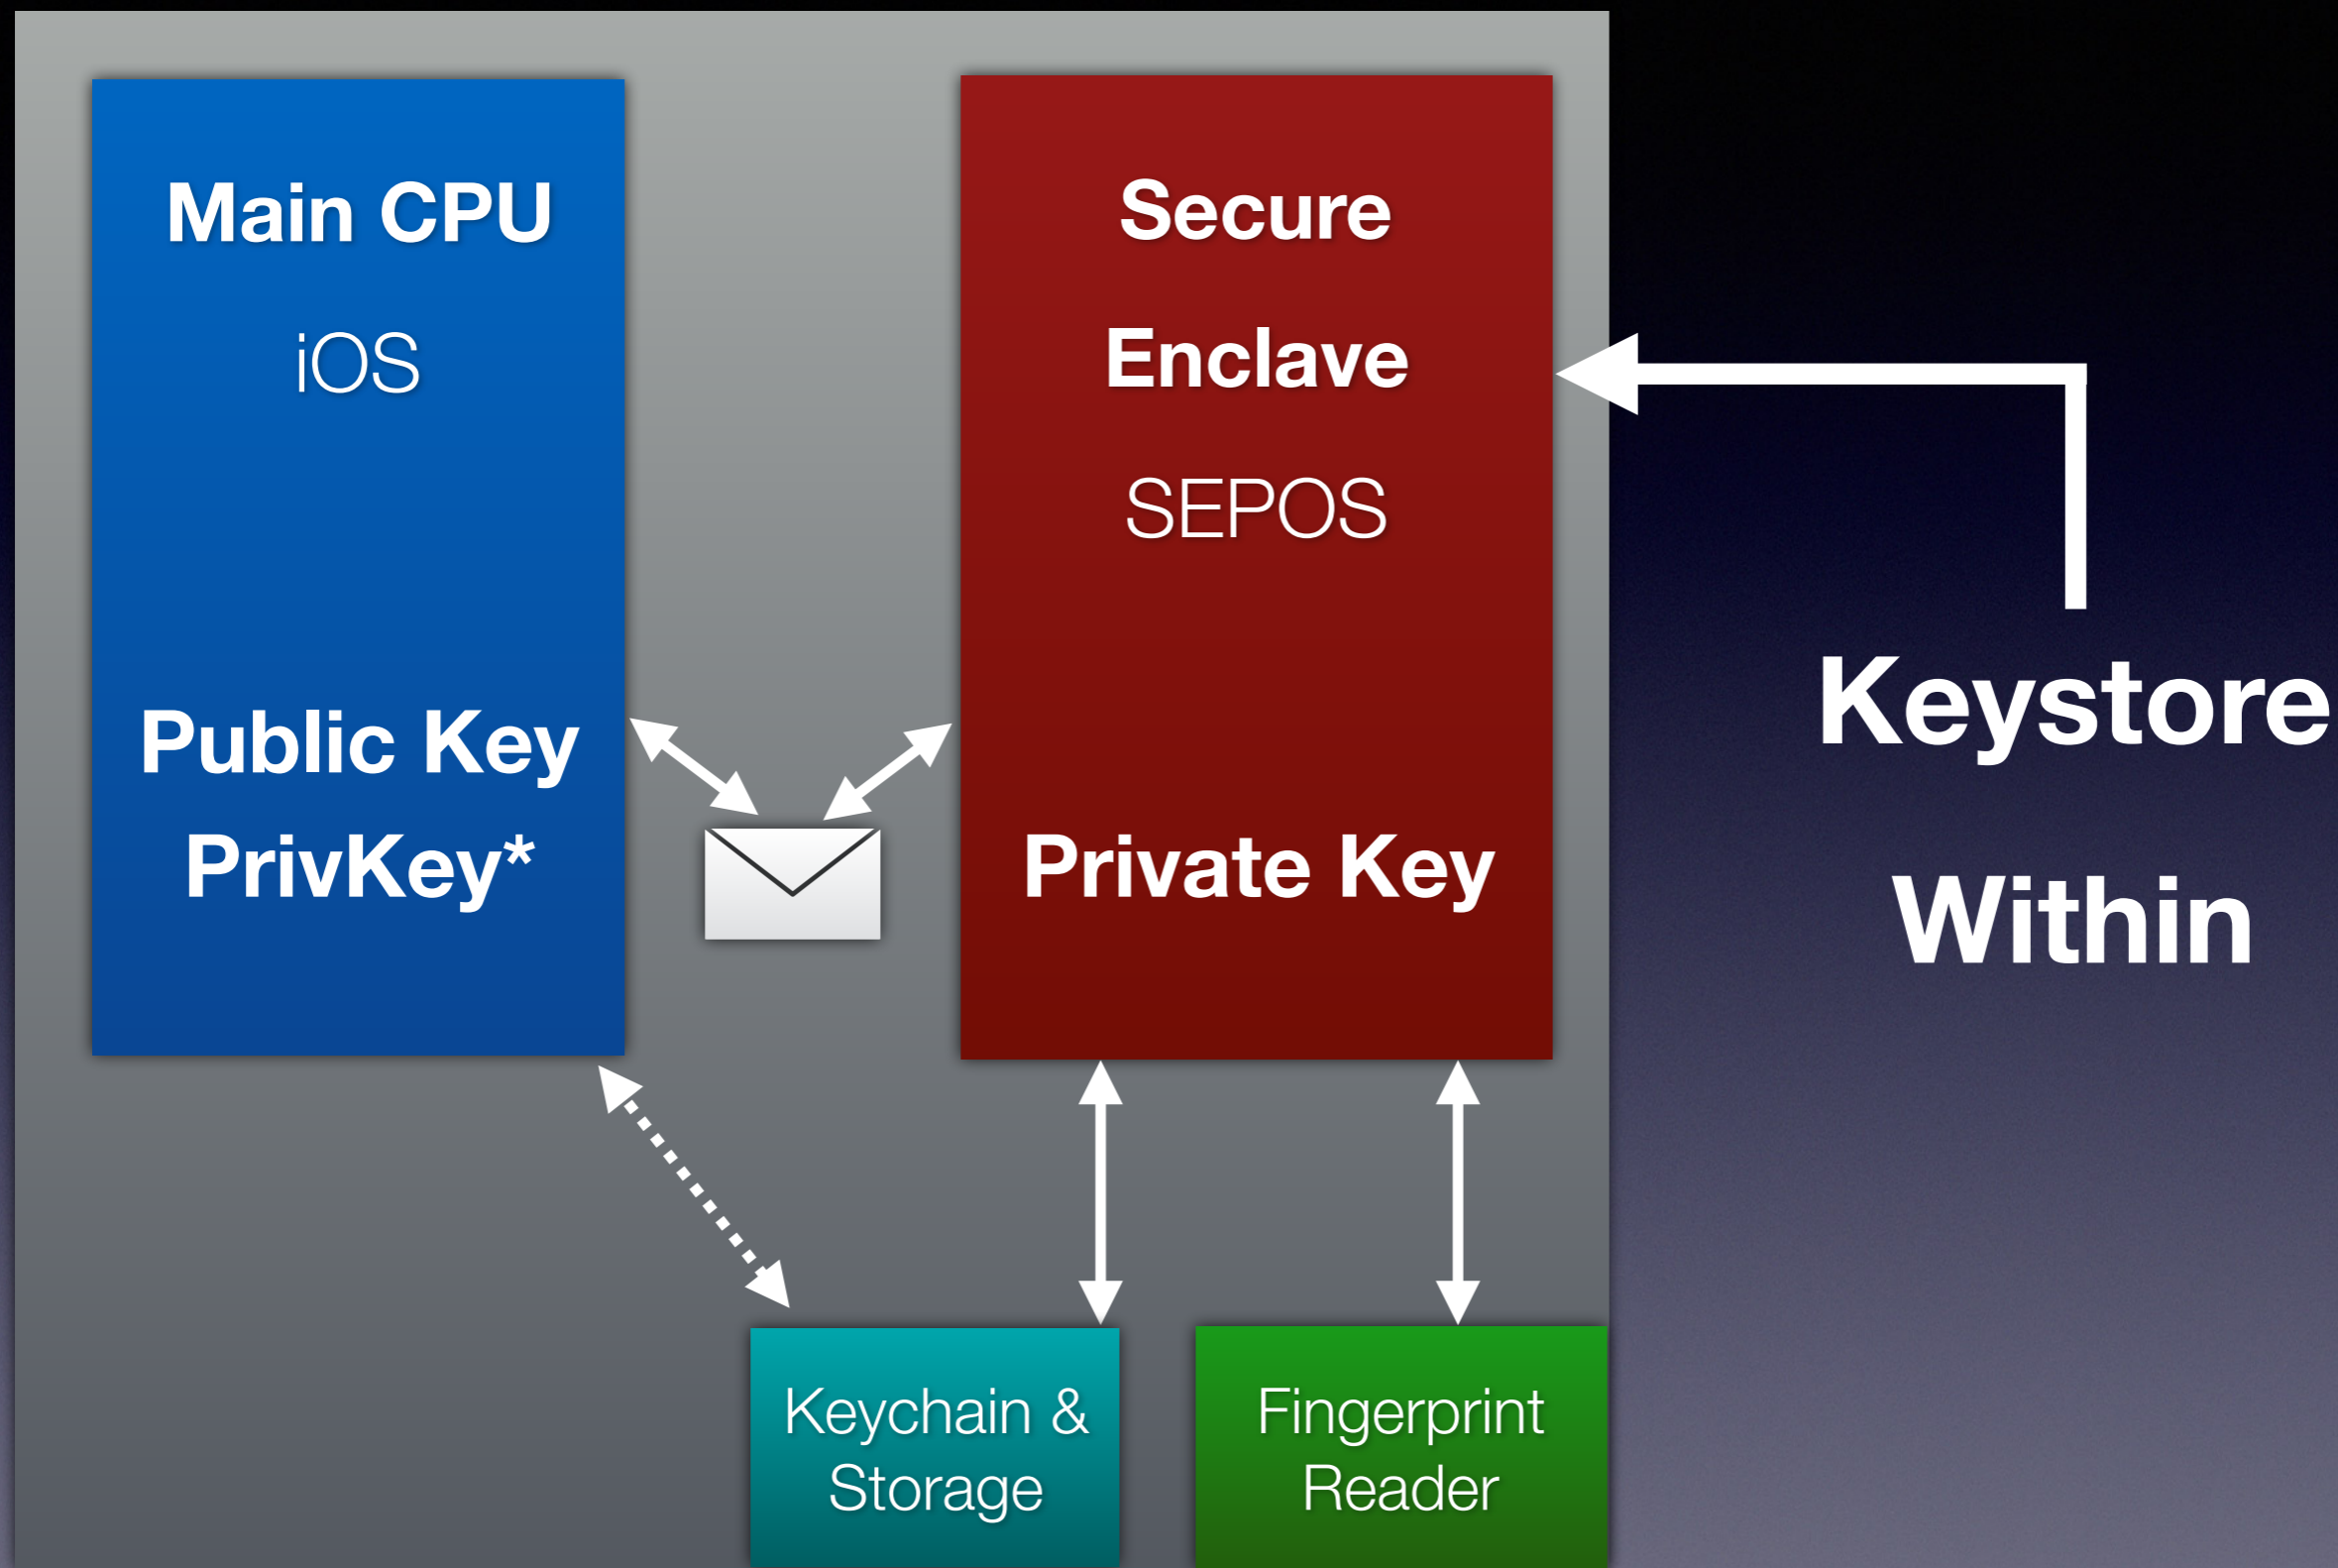 Main CPU
iOS
Public Key
PrivKey*
Secure
Enclave
SEPOS
Private Key
Keystore
Within
Keychain &
Storage
Fingerprint
Reader